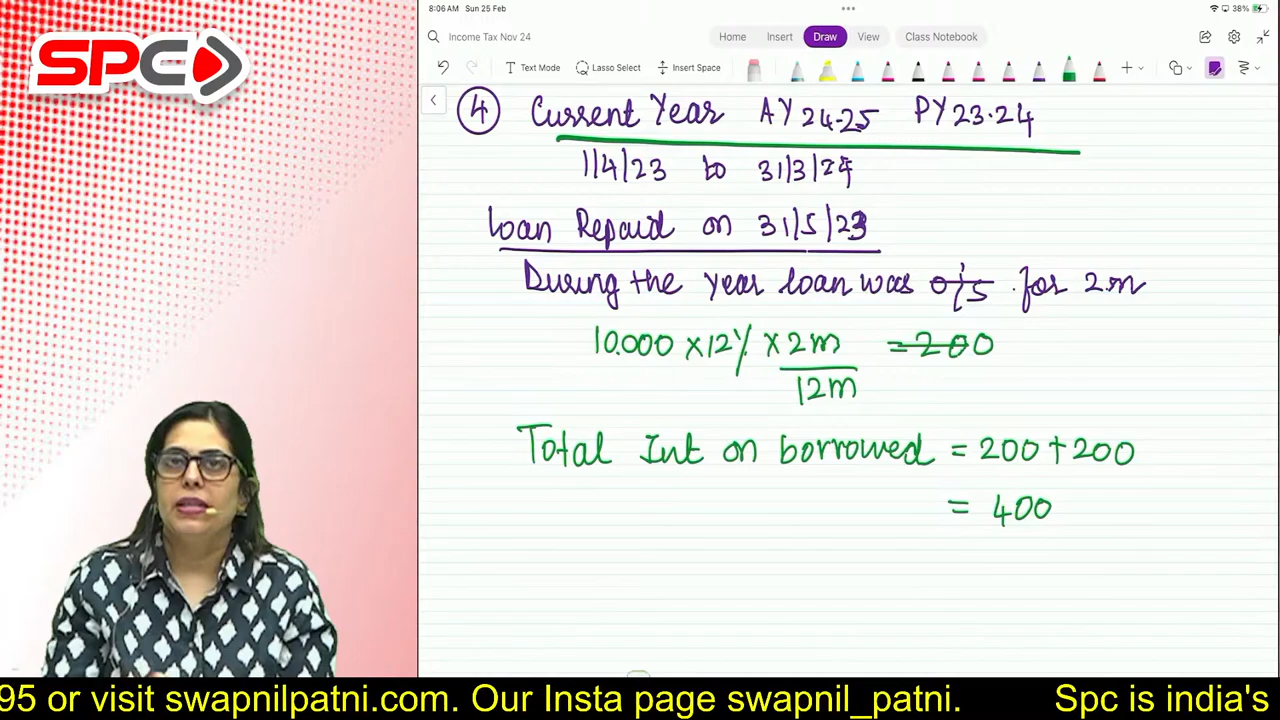 8:06 AM Sun 25 Feb
38%
SPC
Income Tax Nov 24
Home Insert Draw View Class Notebook
Text Mode Lasso Select Insert Space
④ Current Year AY 24-25 PY 23.24
1/4/23 to 31/3/24
Loan Repaid on 31/5/23
During the year loan was o/s for 2m
10.000 × 12% × 2m = 200
12m
Total Int on borrowed = 200 + 200
= 400
95 or visit swapnilpatni.com. Our Insta page swapnil_patni. Spc is india's